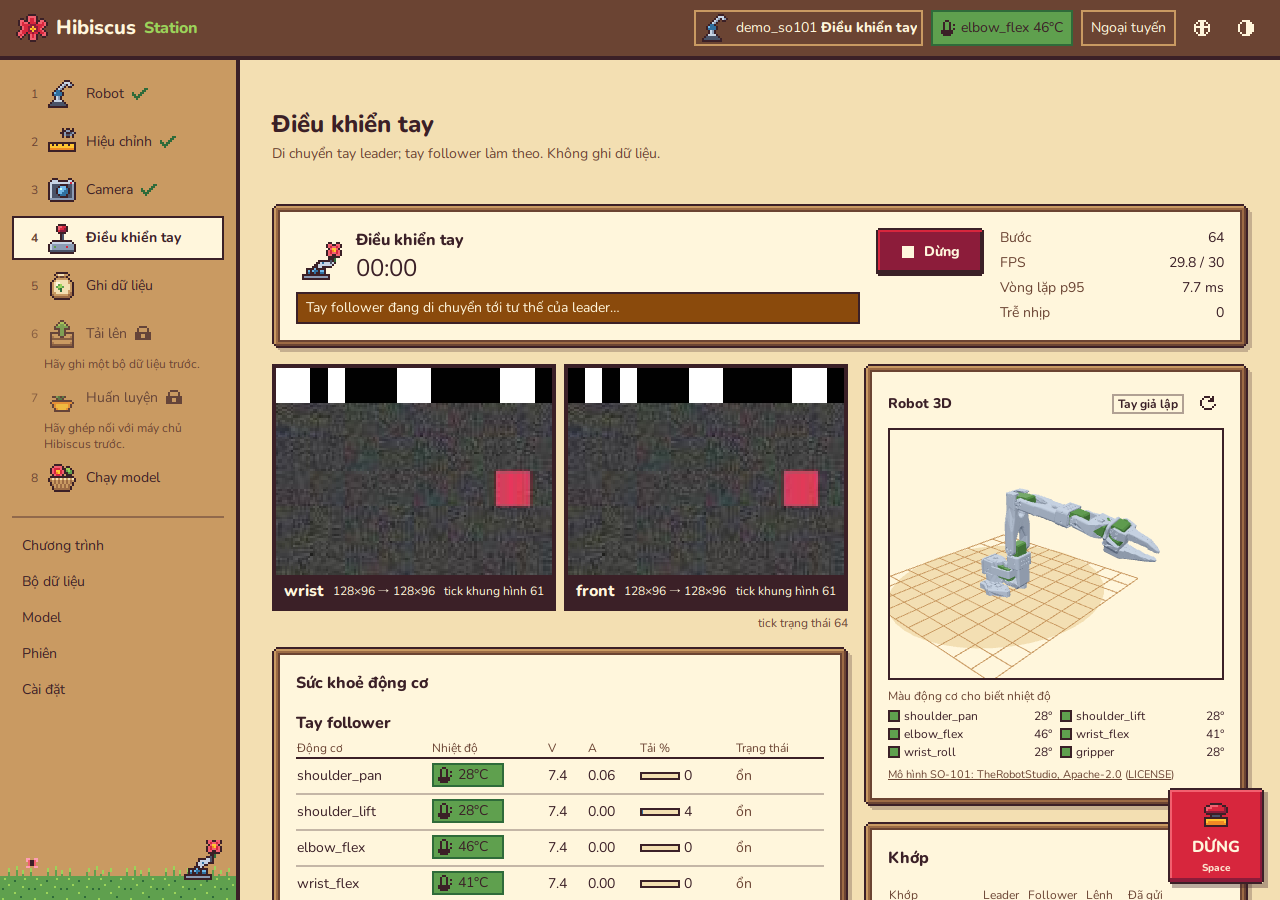 Hibiscus Station
demo_so101 Điều khiển tay
elbow_flex 46°C
Ngoại tuyến
1 Robot
2 Hiệu chỉnh
3 Camera
4 Điều khiển tay
5 Ghi dữ liệu
6 Tải lên
Hãy ghi một bộ dữ liệu trước.
7 Huấn luyện
Hãy ghép nối với máy chủ
Hibiscus trước.
8 Chạy model
Chương trình
Bộ dữ liệu
Model
Phiên
Cài đặt
Điều khiển tay
Di chuyển tay leader; tay follower làm theo. Không ghi dữ liệu.
Điều khiển tay
00:00
Tay follower đang di chuyển tới tư thế của leader…
Dừng
Bước 64
FPS 29.8 / 30
Vòng lặp p95 7.7 ms
Trễ nhịp 0
wrist 128×96 → 128×96 tick khung hình 61
front 128×96 → 128×96 tick khung hình 61
tick trạng thái 64
Sức khoẻ động cơ
Tay follower
Động cơ Nhiệt độ V A Tải % Trạng thái
shoulder_pan 28°C 7.4 0.06 0 ổn
shoulder_lift 28°C 7.4 0.00 4 ổn
elbow_flex 46°C 7.4 0.00 0 ổn
wrist_flex 41°C 7.4 0.00 0 ổn
Robot 3D
Tay giả lập
Màu động cơ cho biết nhiệt độ
shoulder_pan 28° shoulder_lift 28°
elbow_flex 46° wrist_flex 41°
wrist_roll 28° gripper 28°
Mô hình SO-101: TheRobotStudio, Apache-2.0 (LICENSE)
Khớp
Khớp Leader Follower Lệnh Đã gửi
DỪNG
Space